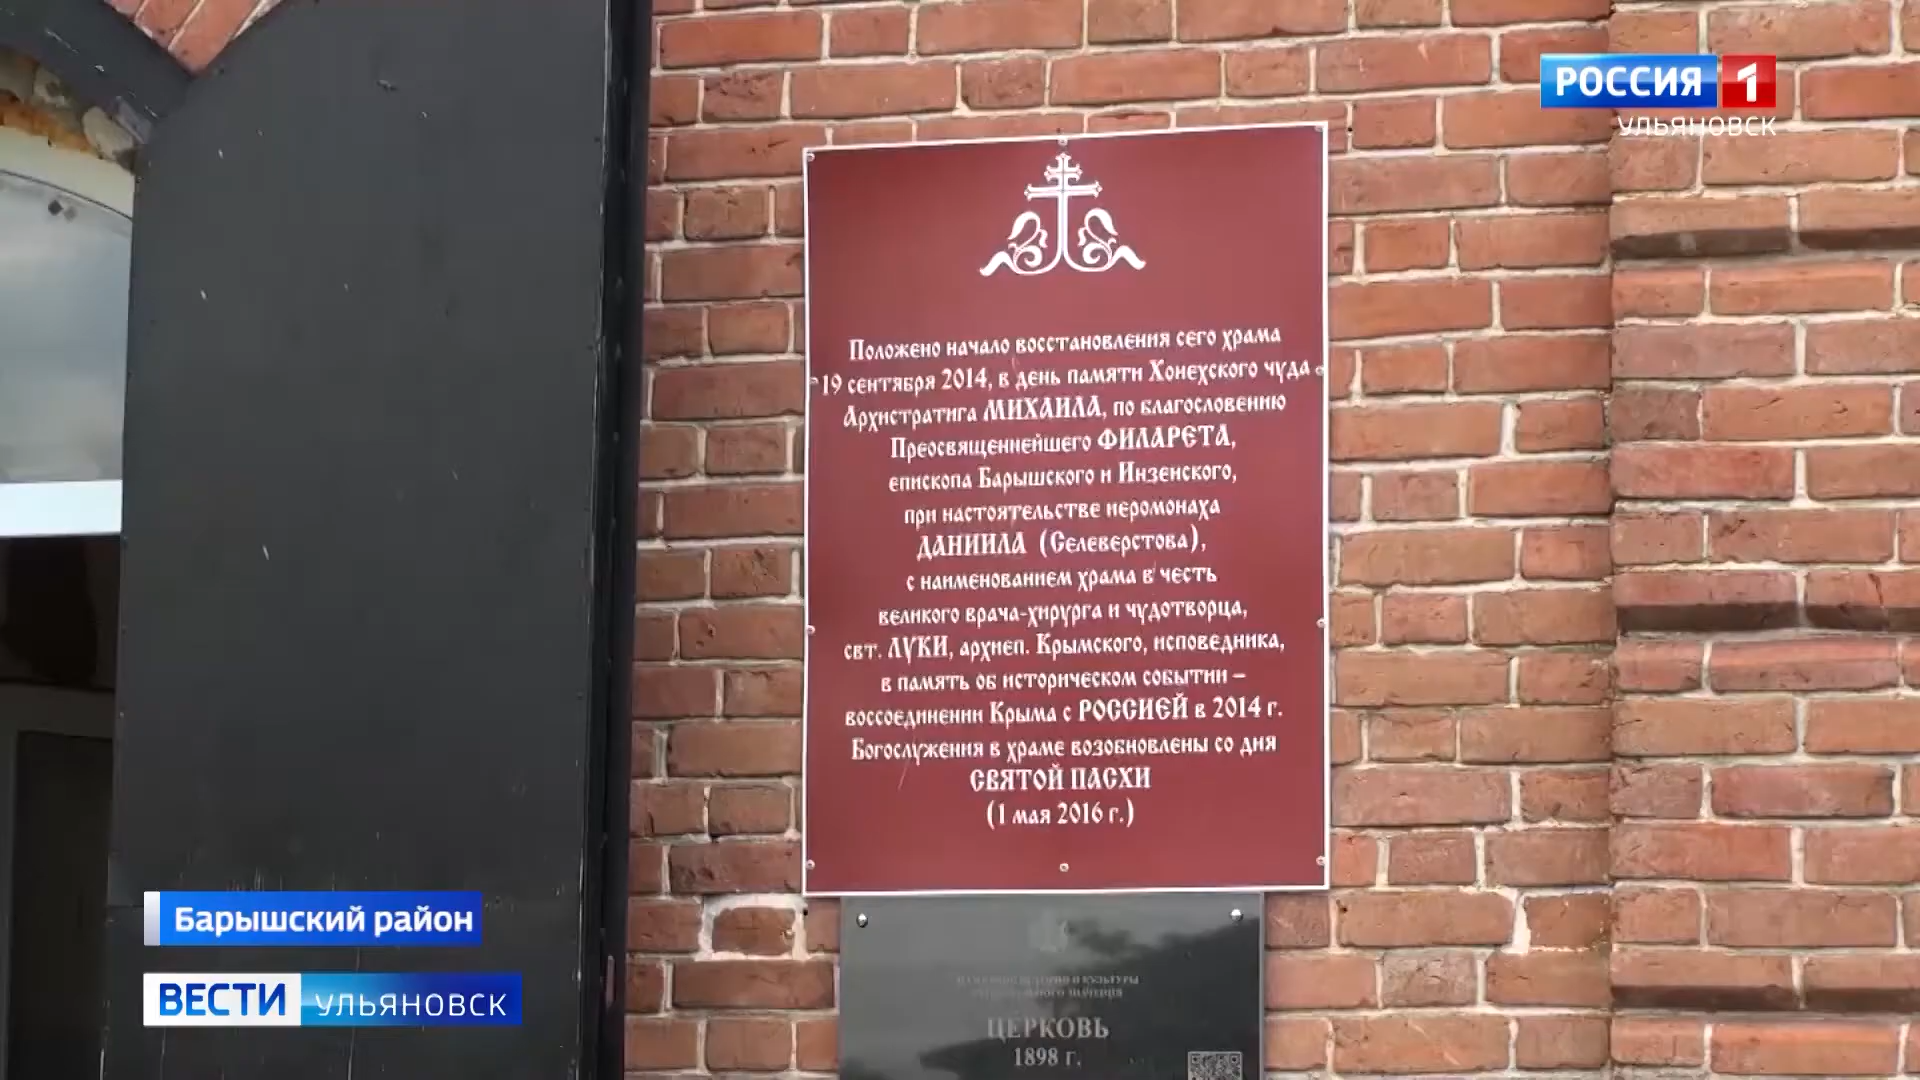 РОССИЯ 1
УЛЬЯНОВСК
Положено начало восстановления сего храма
19 сентября 2014, в день памяти Хонехского чуда
Архистратига МИХАИЛА, по благословению
Преосвященнейшего ФИЛАРЕТА,
епископа Барышского и Инзенского,
при настоятельстве иеромонаха
ДАНИИЛА (Селеверстова),
с наименованием храма в честь
великого врача-хирурга и чудотворца,
свт. ЛУКИ, архиеп. Крымского, исповедника,
в память об историческом событии –
воссоединении Крыма с РОССИЕЙ в 2014 г.
Богослужения в храме возобновлены со дня
СВЯТОЙ ПАСХИ
(1 мая 2016 г.)
Барышский район
ВЕСТИ УЛЬЯНОВСК
И КУЛЬТУРЫ
ЦЕРКОВЬ
1898 г.